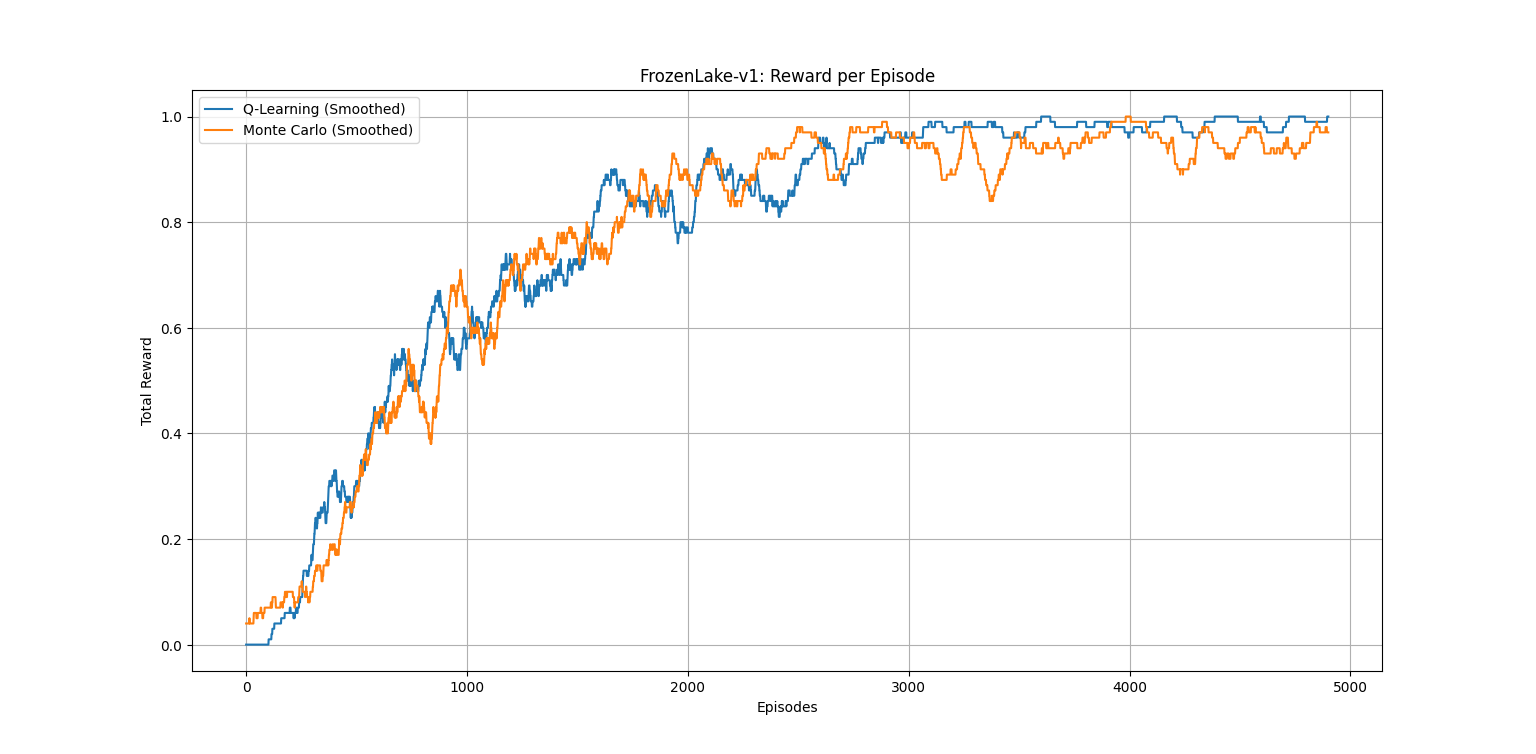 FrozenLake-v1: Reward per Episode
Q-Learning (Smoothed)
Monte Carlo (Smoothed)
1.0
0.8
0.6
0.4
0.2
0.0
Total Reward
0 1000 2000 3000 4000 5000
Episodes